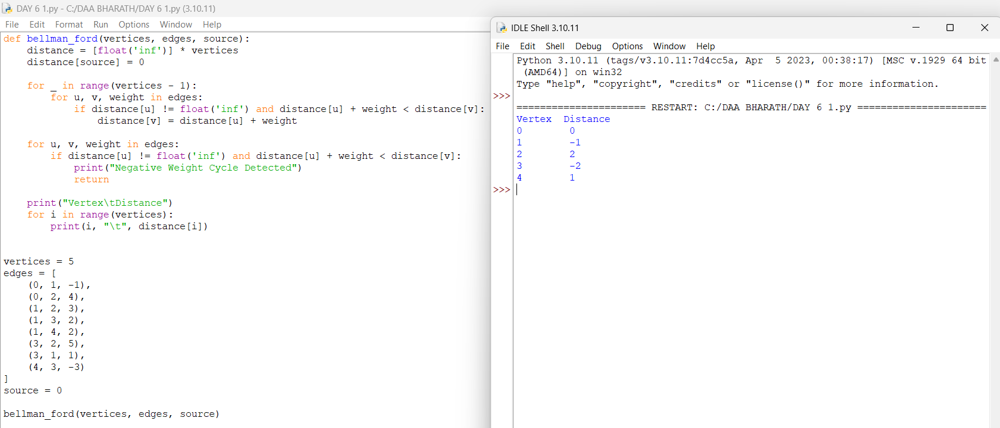 DAY 6 1.py - C:/DAA BHARATH/DAY 6 1.py (3.10.11)
File Edit Format Run Options Window Help
def bellman_ford(vertices, edges, source):
    distance = [float('inf')] * vertices
    distance[source] = 0

    for _ in range(vertices - 1):
        for u, v, weight in edges:
            if distance[u] != float('inf') and distance[u] + weight < distance[v]:
                distance[v] = distance[u] + weight

    for u, v, weight in edges:
        if distance[u] != float('inf') and distance[u] + weight < distance[v]:
            print("Negative Weight Cycle Detected")
            return

    print("Vertex\tDistance")
    for i in range(vertices):
        print(i, "\t", distance[i])

vertices = 5
edges = [
    (0, 1, -1),
    (0, 2, 4),
    (1, 2, 3),
    (1, 3, 2),
    (1, 4, 2),
    (3, 2, 5),
    (3, 1, 1),
    (4, 3, -3)
]
source = 0

bellman_ford(vertices, edges, source)
IDLE Shell 3.10.11
File Edit Shell Debug Options Window Help
Python 3.10.11 (tags/v3.10.11:7d4cc5a, Apr  5 2023, 00:38:17) [MSC v.1929 64 bit
 (AMD64)] on win32
Type "help", "copyright", "credits" or "license()" for more information.
>>>
====================== RESTART: C:/DAA BHARATH/DAY 6 1.py ======================
Vertex  Distance
0        0
1        -1
2        2
3        -2
4        1
>>>